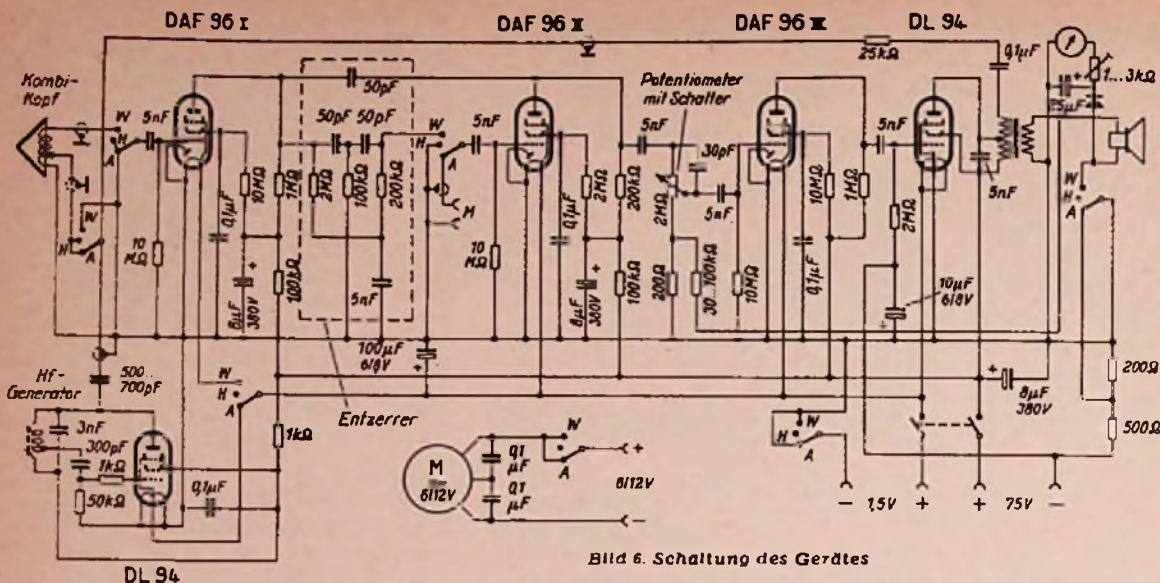 DAF 96 I
DAF 96 II
DAF 96 III
DL 94
Kombi-
Kopf
W
H
A
5nF
W
H
A
10
MΩ
0,1µF
10MΩ
8µF
380V
+
1MΩ
100kΩ
50pF
50pF 50pF
2MΩ
100kΩ
200kΩ
5nF
Entzerrer
W
H
A
M
5nF
10
MΩ
100µF
6/8V
+
0,1µF
2MΩ
8µF
380V
+
200kΩ
100kΩ
5nF
Potentiometer
mit Schalter
30pF
2MΩ
5nF
200Ω
30...100kΩ
10MΩ
0,1µF
10MΩ
1MΩ
25kΩ
5nF
2MΩ
10µF
6/8V
+
0,1µF
5nF
+
1...3kΩ
25µF
W
H
A
200Ω
500Ω
+
8µF
380V
Hf-
Generator
500...
700pF
3nF
300pF
1kΩ
50kΩ
0,1µF
DL 94
W
H
A
1kΩ
M
6/12V
0,1
µF
0,1
µF
W
A
+
6/12V
−
W
H
A
− 1,5V + + 75V −
Bild 6. Schaltung des Gerätes